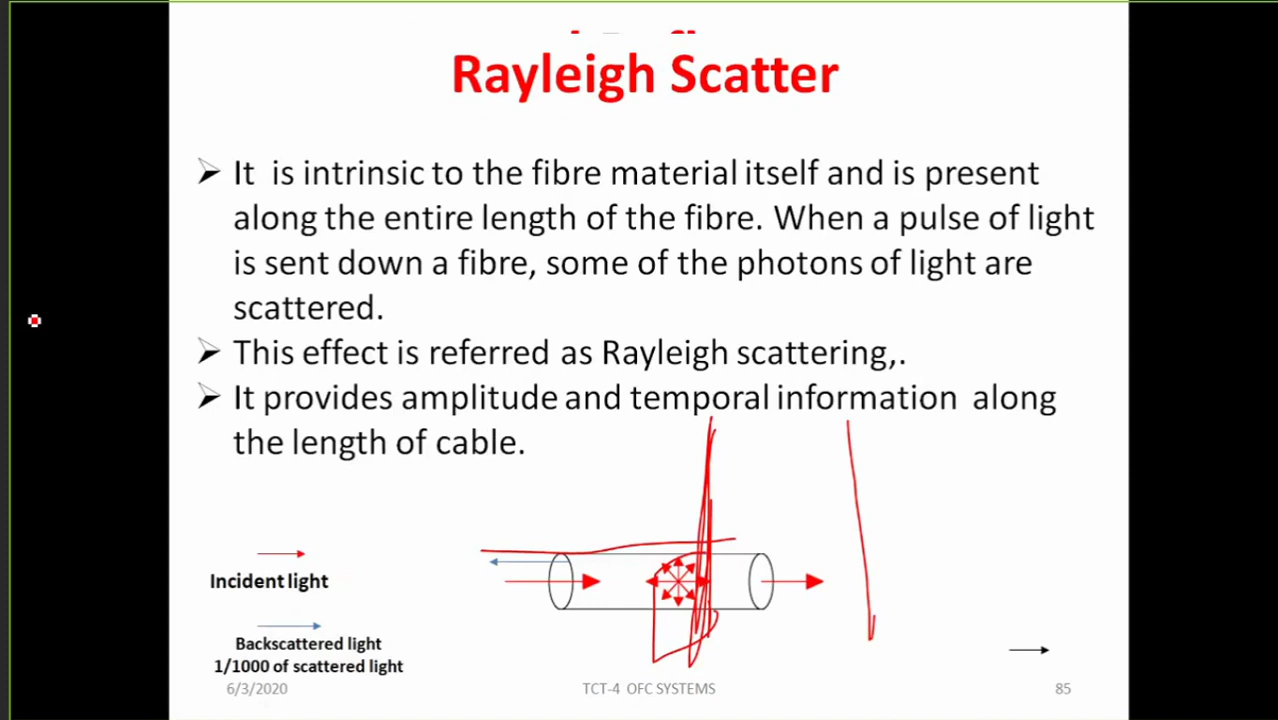 Rayleigh Scatter
It is intrinsic to the fibre material itself and is present
along the entire length of the fibre. When a pulse of light
is sent down a fibre, some of the photons of light are
scattered.
This effect is referred as Rayleigh scattering,.
It provides amplitude and temporal information along
the length of cable.
Incident light
Backscattered light
1/1000 of scattered light
6/3/2020
TCT-4 OFC SYSTEMS
85